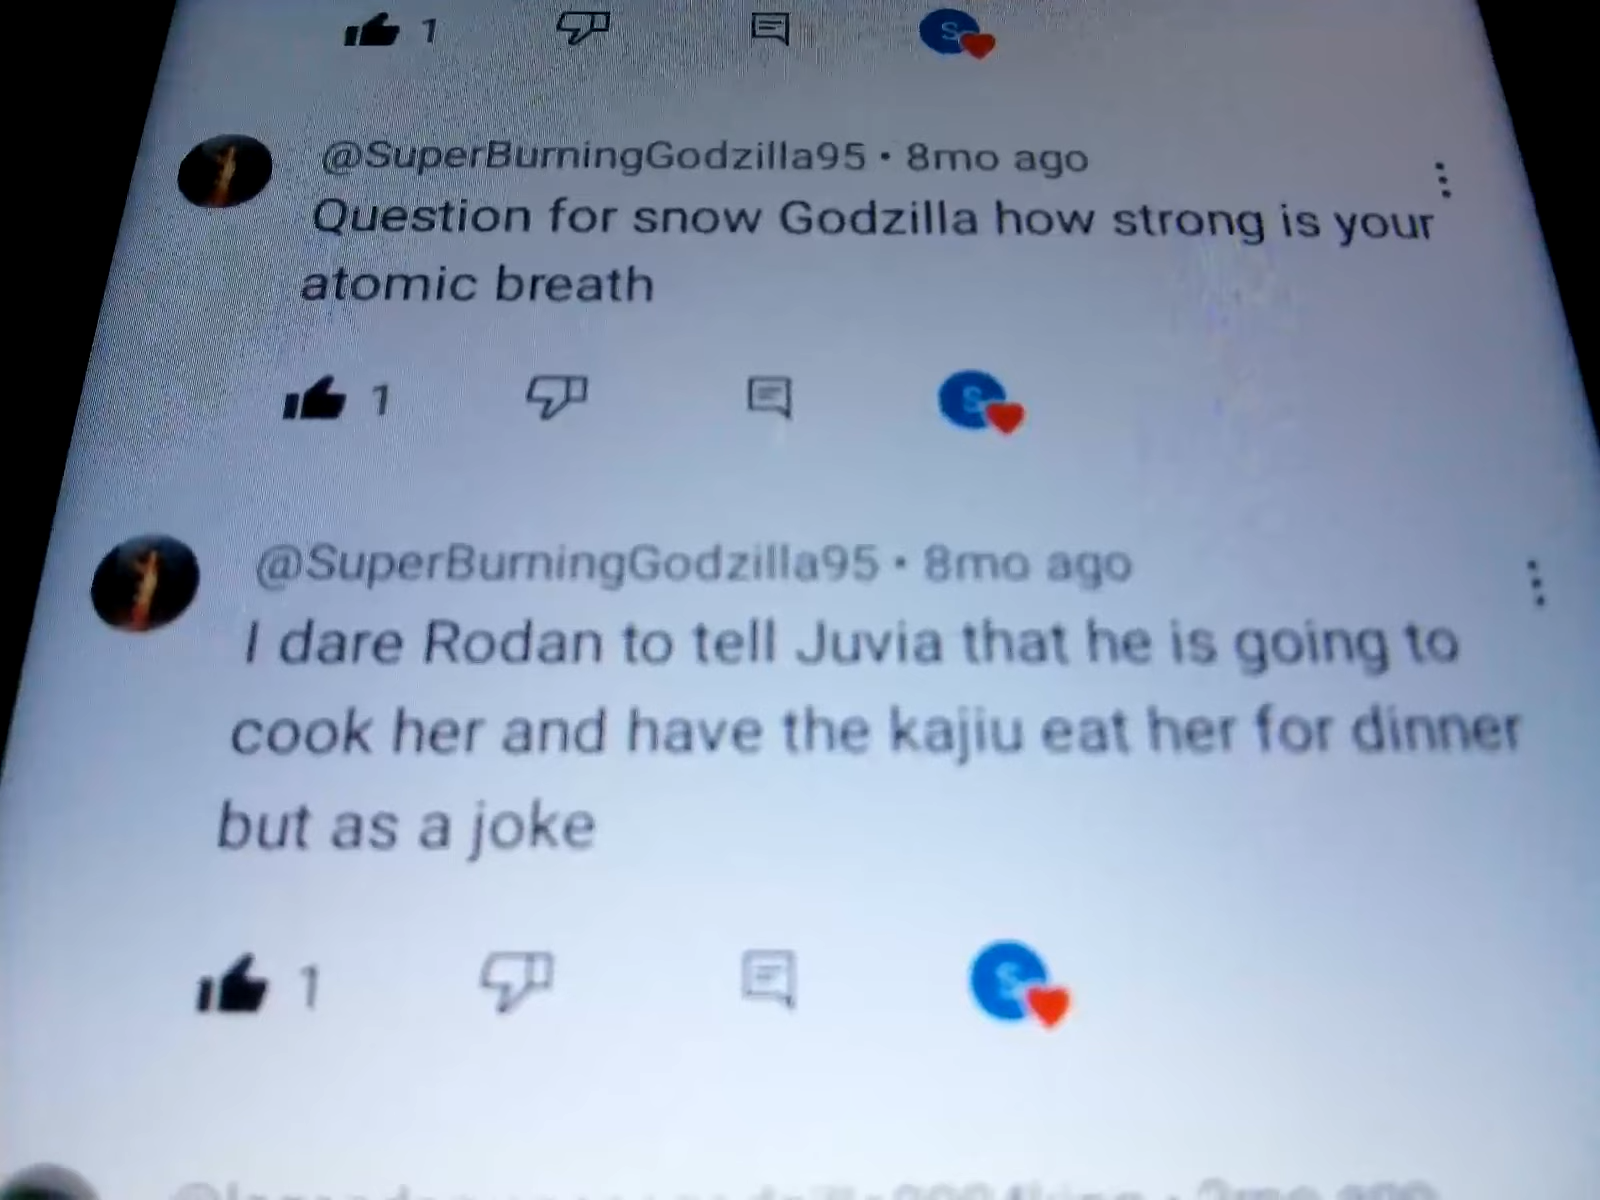 1
S
@SuperBurningGodzilla95 • 8mo ago
Question for snow Godzilla how strong is your
atomic breath
1
S
@SuperBurningGodzilla95 • 8mo ago
I dare Rodan to tell Juvia that he is going to
cook her and have the kajiu eat her for dinner
but as a joke
1
S